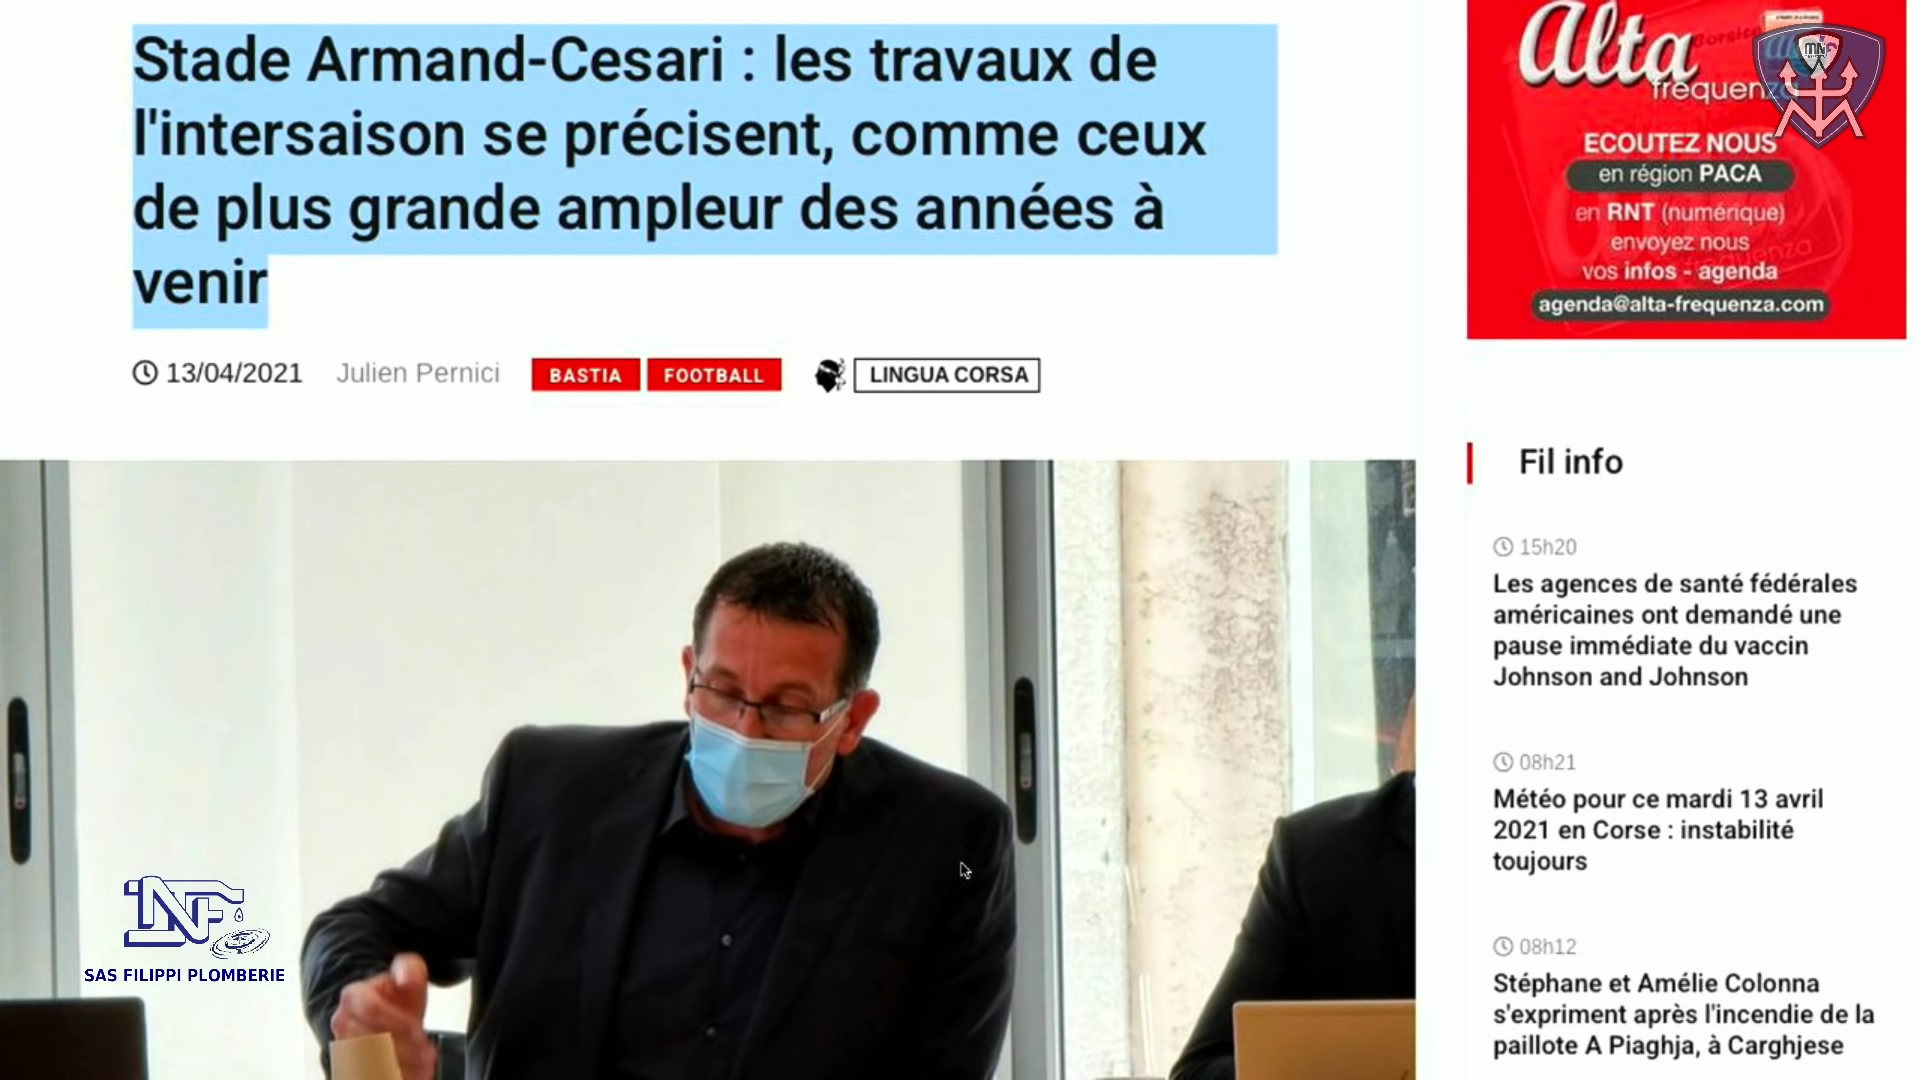 Stade Armand-Cesari : les travaux de
l'intersaison se précisent, comme ceux
de plus grande ampleur des années à
venir
13/04/2021 Julien Pernici BASTIA FOOTBALL LINGUA CORSA
Alta
frequenza
ECOUTEZ NOUS
en région PACA
en RNT (numérique)
envoyez nous
vos infos - agenda
agenda@alta-frequenza.com
Fil info
15h20
Les agences de santé fédérales
américaines ont demandé une
pause immédiate du vaccin
Johnson and Johnson
08h21
Météo pour ce mardi 13 avril
2021 en Corse : instabilité
toujours
08h12
Stéphane et Amélie Colonna
s'expriment après l'incendie de la
paillote A Piaghja, à Carghjese
NF
SAS FILIPPI PLOMBERIE